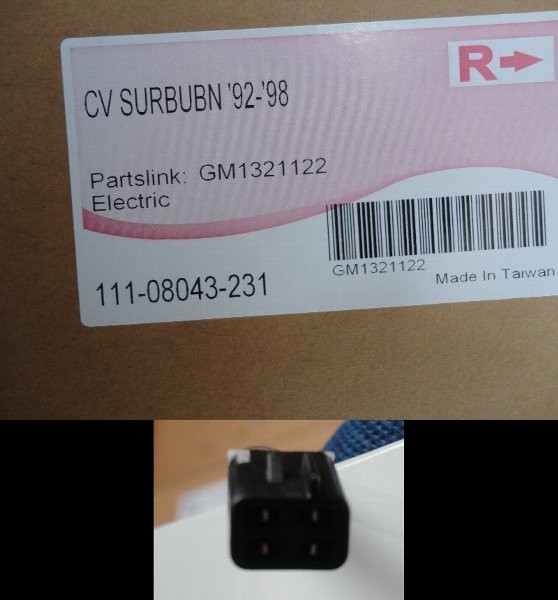 R→
CV SURBUBN '92-'98
Partslink: GM1321122
Electric
GM1321122
111-08043-231
Made In Taiwan